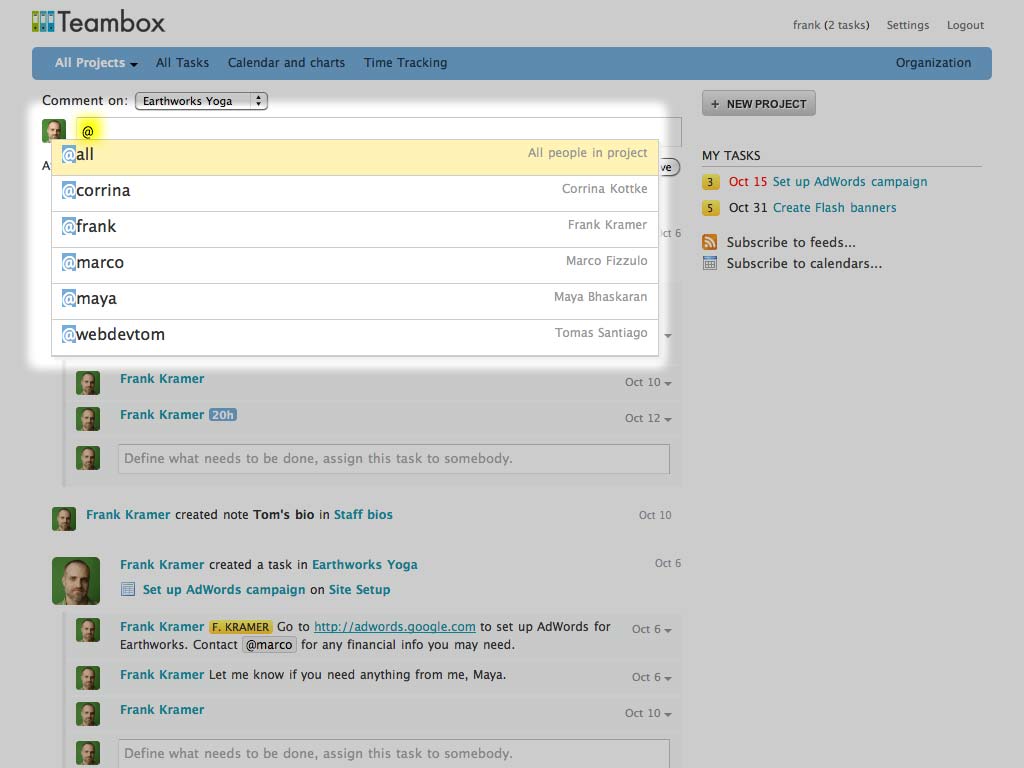 Teambox
frank (2 tasks) Settings Logout
All Projects All Tasks Calendar and charts Time Tracking Organization
Comment on: Earthworks Yoga
@
@all All people in project
@corrina Corrina Kottke
@frank Frank Kramer
@marco Marco Fizzulo
@maya Maya Bhaskaran
@webdevtom Tomas Santiago
Frank Kramer Oct 10
Frank Kramer 20h Oct 12
Define what needs to be done, assign this task to somebody.
Frank Kramer created note Tom's bio in Staff bios Oct 10
Frank Kramer created a task in Earthworks Yoga Oct 6
Set up AdWords campaign on Site Setup
Frank Kramer F. KRAMER Go to http://adwords.google.com to set up AdWords for Oct 6
Earthworks. Contact @marco for any financial info you may need.
Frank Kramer Let me know if you need anything from me, Maya. Oct 6
Frank Kramer Oct 10
Define what needs to be done, assign this task to somebody.
+ NEW PROJECT
MY TASKS
3 Oct 15 Set up AdWords campaign
5 Oct 31 Create Flash banners
Subscribe to feeds...
Subscribe to calendars...